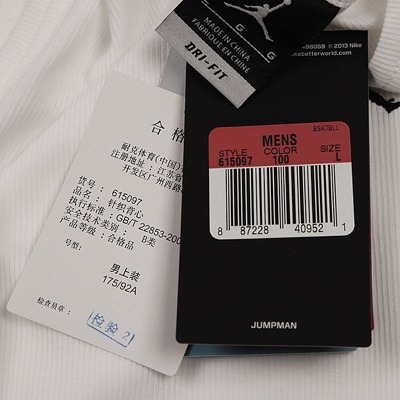 G G
MADE IN CHINA
FABRIQUÉ EN CHINE
DRI-FIT
© 2013 Nike
betterworld.com
BSKTBLL
MENS
STYLE COLOR SIZE
615097 100 L
8 87228 40952 1
JUMPMAN
合格
耐克体育(中国)
注册地址:江苏省
开发区广州西路
货号: 615097
品名: 针织背心
执行标准: GB/T 22853-200
安全技术类别: B类
产品等级: 合格品
号型:
男上装
175/92A
检查员章:
检验 2